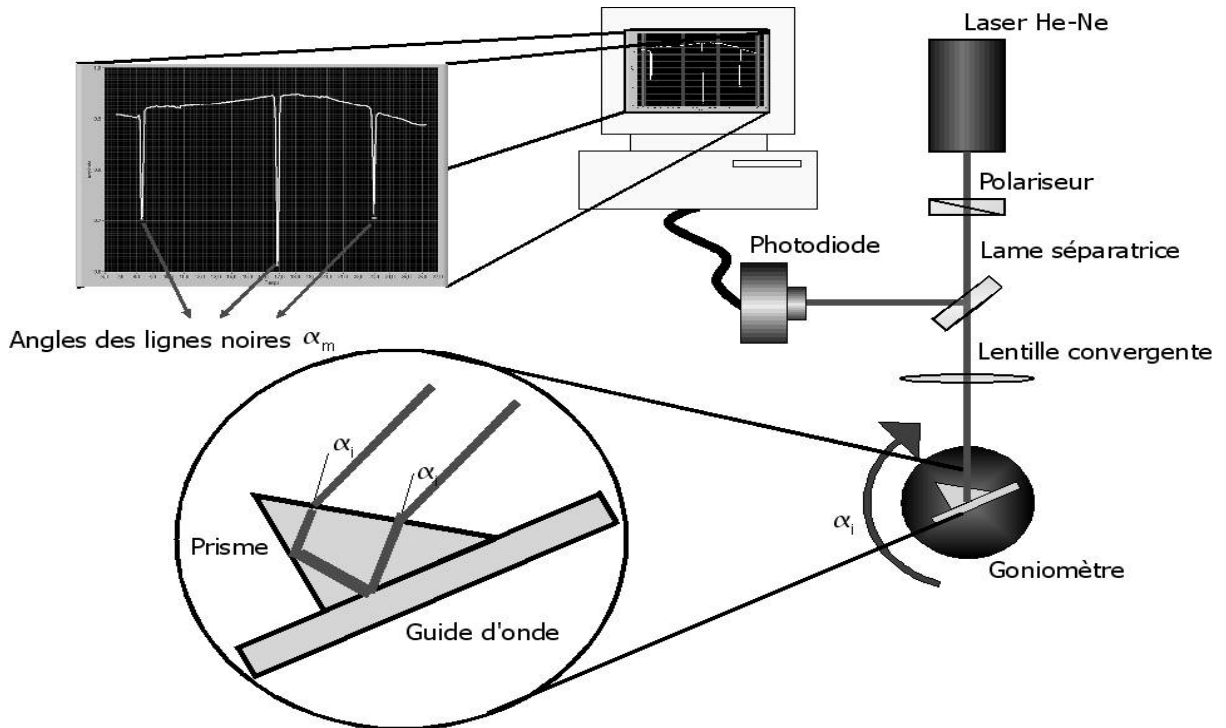 Laser He-Ne
Polariseur
Photodiode
Lame séparatrice
Angles des lignes noires αm
Lentille convergente
αi
αi
Prisme
αi
Goniomètre
Guide d'onde